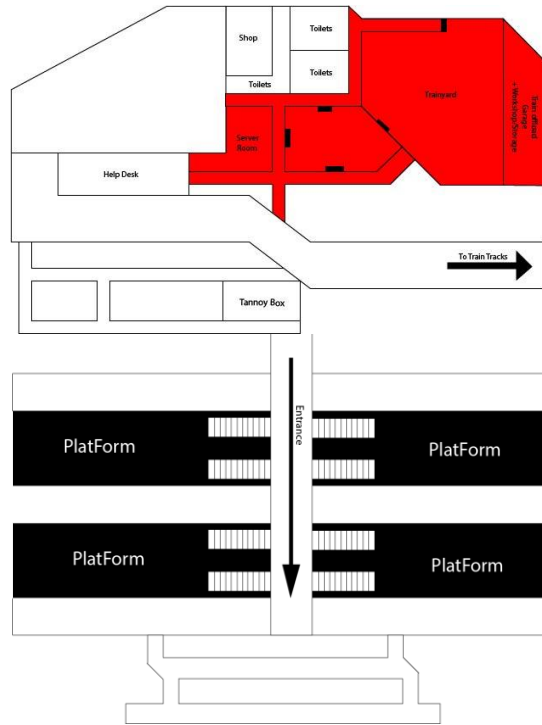 Shop
Toilets
Toilets
Toilets
Trainyard
Train offload
Garage
+ Workshop/Storage
Server
Room
Help Desk
To Train Tracks
Tannoy Box
Entrance
PlatForm
PlatForm
PlatForm
PlatForm